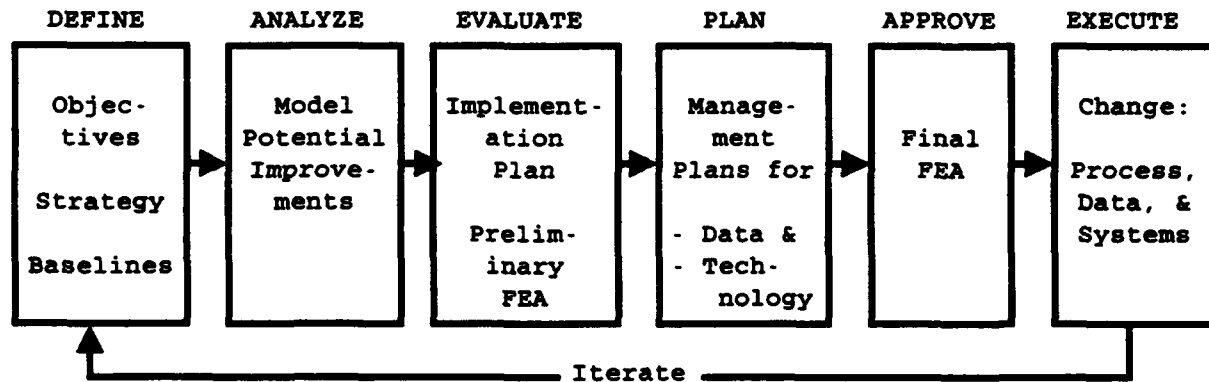 DEFINE
Objec-
tives
Strategy
Baselines
ANALYZE
Model
Potential
Improve-
ments
EVALUATE
Implement-
ation
Plan
Prelim-
inary
FEA
PLAN
Manage-
ment
Plans for
- Data &
- Tech-
nology
APPROVE
Final
FEA
EXECUTE
Change:
Process,
Data, &
Systems
Iterate